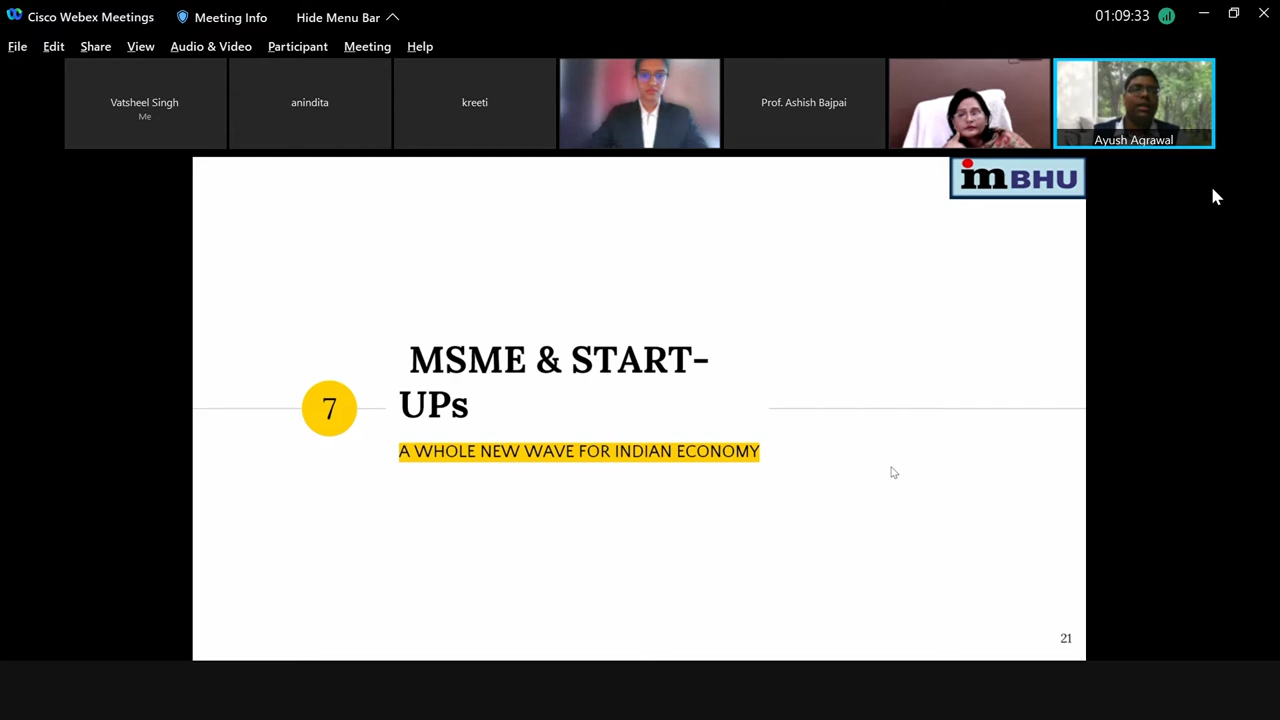 Cisco Webex Meetings
Meeting Info
Hide Menu Bar
01:09:33
File Edit Share View Audio & Video Participant Meeting Help
Vatsheel Singh
Me
anindita
kreeti
Prof. Ashish Bajpai
Ayush Agrawal
im BHU
MSME & START-
7
UPs
A WHOLE NEW WAVE FOR INDIAN ECONOMY
21